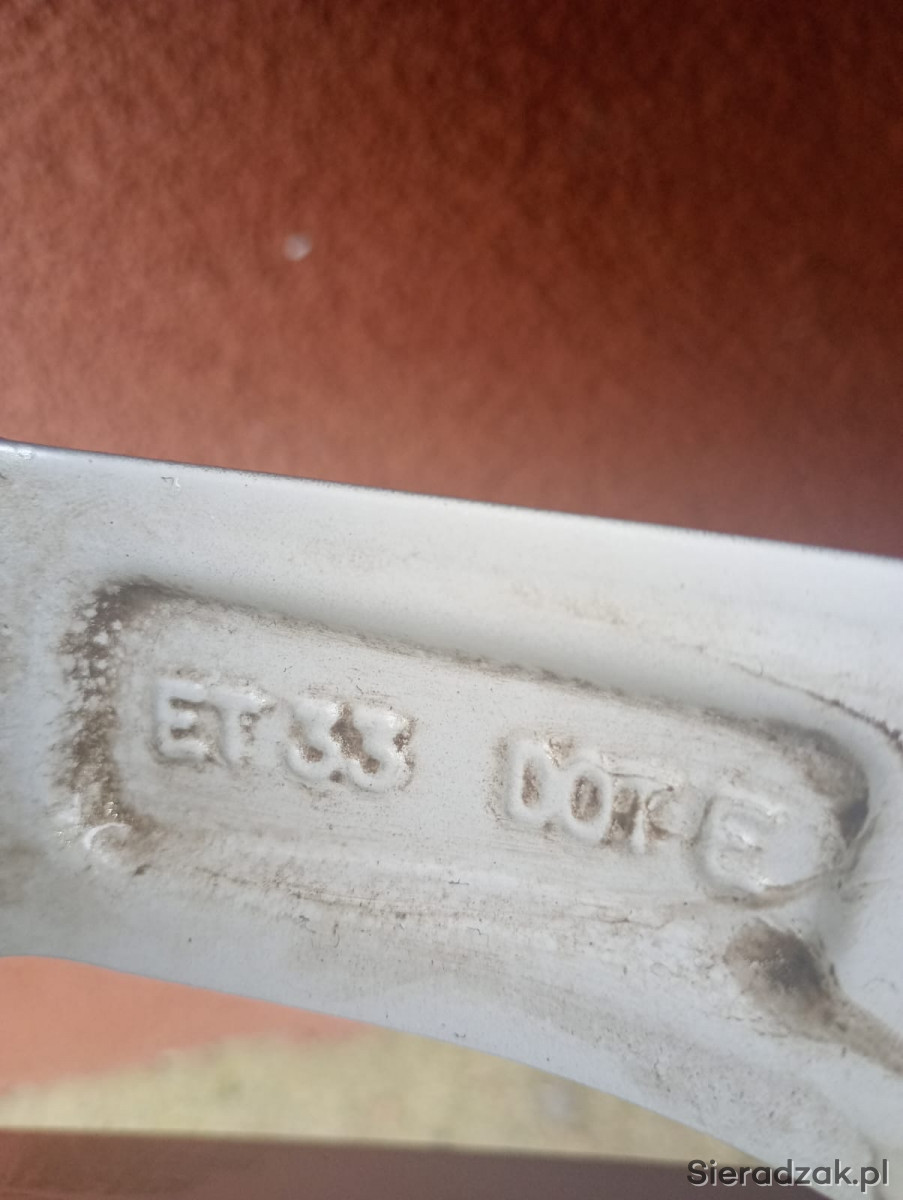 ET 33 DOT E
Sieradzak.pl